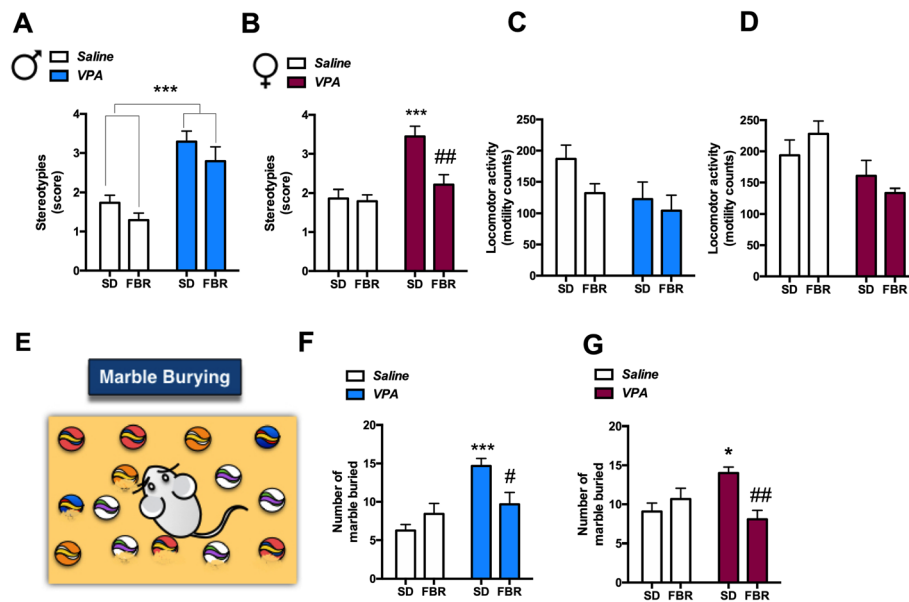 A
Saline
VPA
***
4
3
2
1
0
Stereotypies
(score)
SD FBR SD FBR
B
Saline
VPA
***
##
4
3
2
1
0
Stereotypies
(score)
SD FBR SD FBR
C
250
200
150
100
50
0
Locomotor activity
(motility counts)
SD FBR SD FBR
D
250
200
150
100
50
0
Locomotor activity
(motility counts)
SD FBR SD FBR
E
Marble Burying
F
Saline
VPA
***
#
20
15
10
5
0
Number of
marble buried
SD FBR SD FBR
G
Saline
VPA
*
##
20
15
10
5
0
Number of
marble buried
SD FBR SD FBR